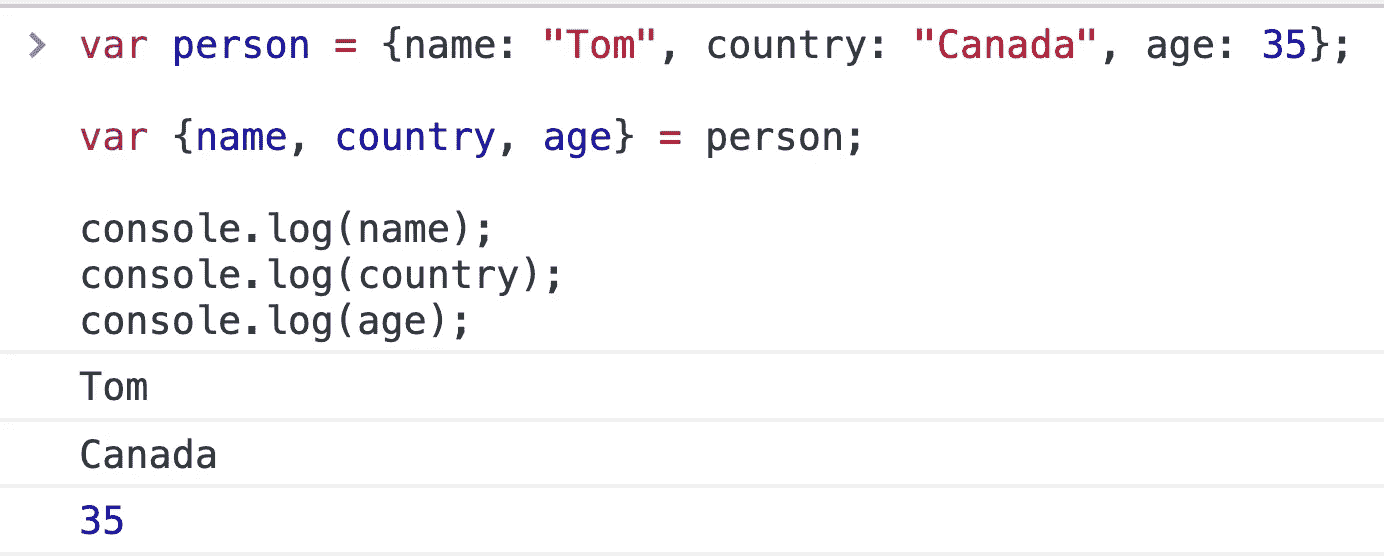 var person = {name: "Tom", country: "Canada", age: 35};
var {name, country, age} = person;
console.log(name);
console.log(country);
console.log(age);
Tom
Canada
35